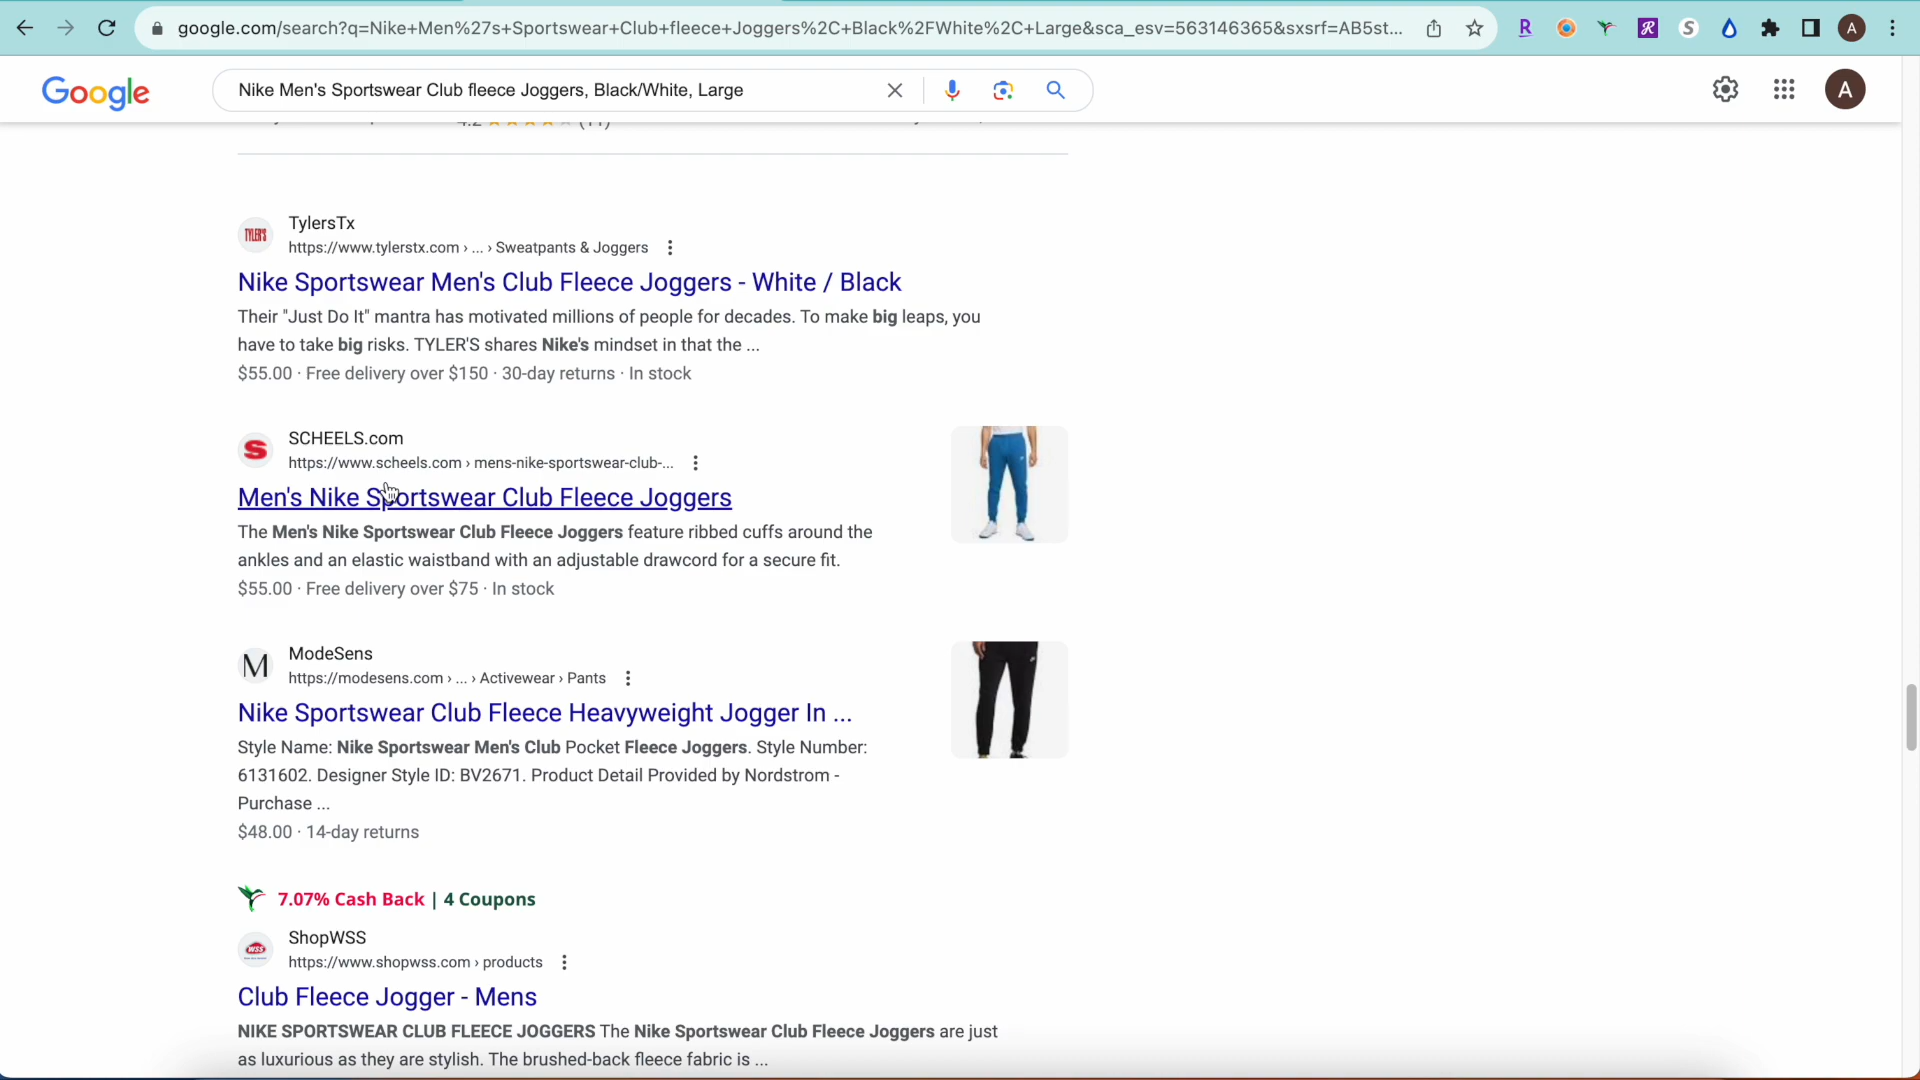 google.com/search?q=Nike+Men%27s+Sportswear+Club+fleece+Joggers%2C+Black%2FWhite%2C+Large&sca_esv=563146365&sxsrf=AB5st...
R
S
A
Google
Nike Men's Sportswear Club fleece Joggers, Black/White, Large
A
4.2 (11)
TYLER'S
TylersTx
https://www.tylerstx.com › ... › Sweatpants & Joggers
Nike Sportswear Men's Club Fleece Joggers - White / Black
Their "Just Do It" mantra has motivated millions of people for decades. To make big leaps, you
have to take big risks. TYLER'S shares Nike's mindset in that the ...
$55.00 · Free delivery over $150 · 30-day returns · In stock
S
SCHEELS.com
https://www.scheels.com › mens-nike-sportswear-club-...
Men's Nike Sportswear Club Fleece Joggers
The Men's Nike Sportswear Club Fleece Joggers feature ribbed cuffs around the
ankles and an elastic waistband with an adjustable drawcord for a secure fit.
$55.00 · Free delivery over $75 · In stock
M
ModeSens
https://modesens.com › ... › Activewear › Pants
Nike Sportswear Club Fleece Heavyweight Jogger In ...
Style Name: Nike Sportswear Men's Club Pocket Fleece Joggers. Style Number:
6131602. Designer Style ID: BV2671. Product Detail Provided by Nordstrom -
Purchase ...
$48.00 · 14-day returns
7.07% Cash Back | 4 Coupons
WSS
ShopWSS
https://www.shopwss.com › products
Club Fleece Jogger - Mens
NIKE SPORTSWEAR CLUB FLEECE JOGGERS The Nike Sportswear Club Fleece Joggers are just
as luxurious as they are stylish. The brushed-back fleece fabric is ...